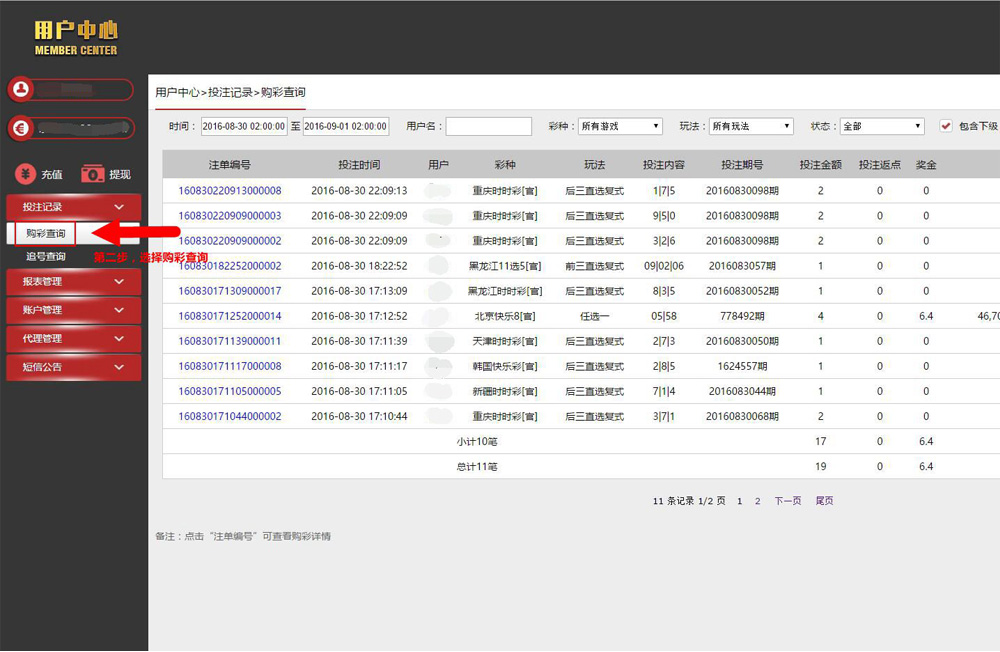 用户中心
MEMBER CENTER
充值 提现
投注记录
购彩查询
追号查询
报表管理
账户管理
代理管理
短信公告
第二步，选择购彩查询
用户中心>投注记录>购彩查询
时间： 2016-08-30 02:00:00 至 2016-09-01 02:00:00 用户名： 彩种： 所有游戏 玩法： 所有玩法 状态： 全部 包含下级
注单编号 投注时间 用户 彩种 玩法 投注内容 投注期号 投注金额 投注返点 奖金
160830220913000008 2016-08-30 22:09:13 重庆时时彩[官] 后三直选复式 1|7|5 20160830098期 2 0 0
160830220909000003 2016-08-30 22:09:09 重庆时时彩[官] 后三直选复式 9|5|0 20160830098期 2 0 0
160830220909000002 2016-08-30 22:09:09 重庆时时彩[官] 后三直选复式 3|2|6 20160830098期 2 0 0
160830182252000002 2016-08-30 18:22:52 黑龙江11选5[官] 前三直选复式 09|02|06 2016083057期 1 0 0
160830171309000017 2016-08-30 17:13:09 黑龙江时时彩[官] 后三直选复式 8|3|5 20160830052期 1 0 0
160830171252000014 2016-08-30 17:12:52 北京快乐8[官] 任选一 05|58 778492期 4 0 6.4 46,70
160830171139000011 2016-08-30 17:11:39 天津时时彩[官] 后三直选复式 2|7|3 20160830050期 1 0 0
160830171117000008 2016-08-30 17:11:17 韩国快乐彩[官] 后三直选复式 2|8|5 1624557期 1 0 0
160830171105000005 2016-08-30 17:11:05 新疆时时彩[官] 后三直选复式 7|1|4 2016083044期 1 0 0
160830171044000002 2016-08-30 17:10:44 重庆时时彩[官] 后三直选复式 3|7|1 20160830068期 2 0 0
小计10笔 17 0 6.4
总计11笔 19 0 6.4
11 条记录 1/2 页 1 2 下一页 尾页
备注：点击“注单编号”可查看购彩详情